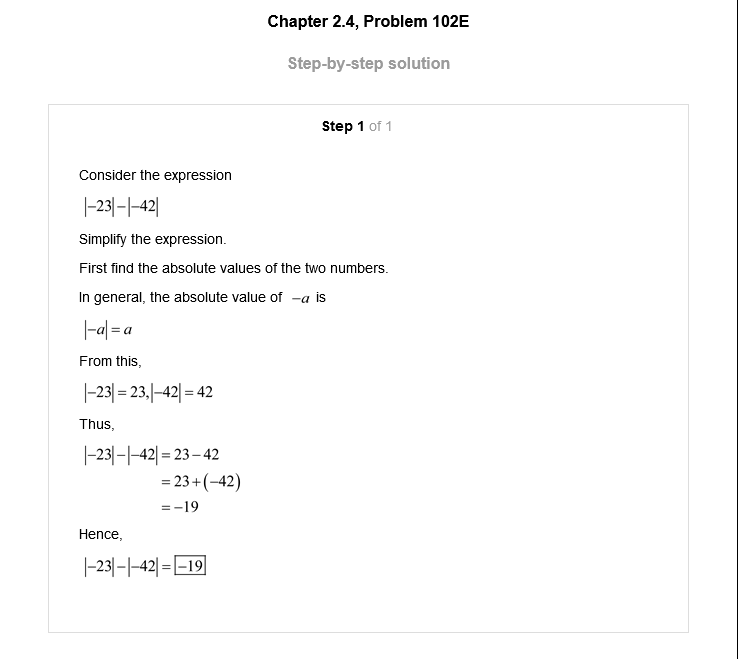 Chapter 2.4, Problem 102E
Step-by-step solution
Step 1 of 1
Consider the expression
|−23|−|−42|
Simplify the expression.
First find the absolute values of the two numbers.
In general, the absolute value of −a is
|−a| = a
From this,
|−23| = 23,|−42| = 42
Thus,
|−23|−|−42| = 23−42
= 23+(−42)
= −19
Hence,
|−23|−|−42| = −19